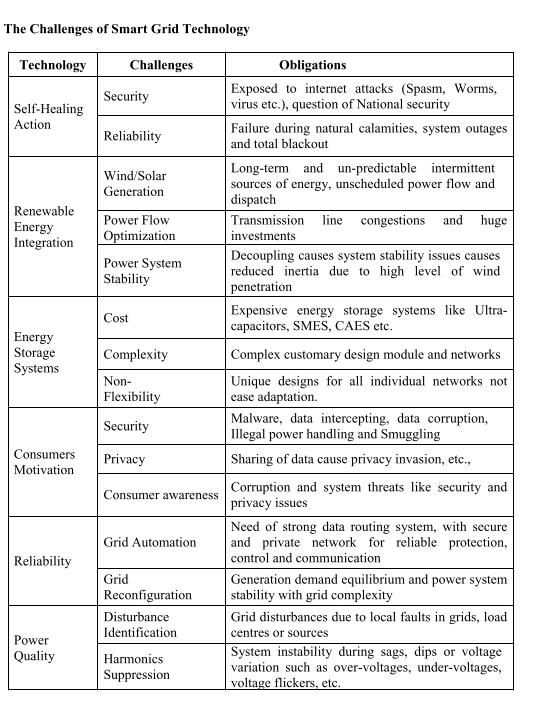 The Challenges of Smart Grid Technology
Technology Challenges Obligations
Self-Healing
Action
Security
Exposed to internet attacks (Spasm, Worms,
virus etc.), question of National security
Reliability
Failure during natural calamities, system outages
and total blackout
Renewable
Energy
Integration
Wind/Solar
Generation
Long-term and un-predictable intermittent
sources of energy, unscheduled power flow and
dispatch
Power Flow
Optimization
Transmission line congestions and huge
investments
Power System
Stability
Decoupling causes system stability issues causes
reduced inertia due to high level of wind
penetration
Energy
Storage
Systems
Cost
Expensive energy storage systems like Ultra-
capacitors, SMES, CAES etc.
Complexity
Complex customary design module and networks
Non-
Flexibility
Unique designs for all individual networks not
ease adaptation.
Consumers
Motivation
Security
Malware, data intercepting, data corruption,
Illegal power handling and Smuggling
Privacy
Sharing of data cause privacy invasion, etc.,
Consumer awareness
Corruption and system threats like security and
privacy issues
Reliability
Grid Automation
Need of strong data routing system, with secure
and private network for reliable protection,
control and communication
Grid
Reconfiguration
Generation demand equilibrium and power system
stability with grid complexity
Power
Quality
Disturbance
Identification
Grid disturbances due to local faults in grids, load
centres or sources
Harmonics
Suppression
System instability during sags, dips or voltage
variation such as over-voltages, under-voltages,
voltage flickers, etc.